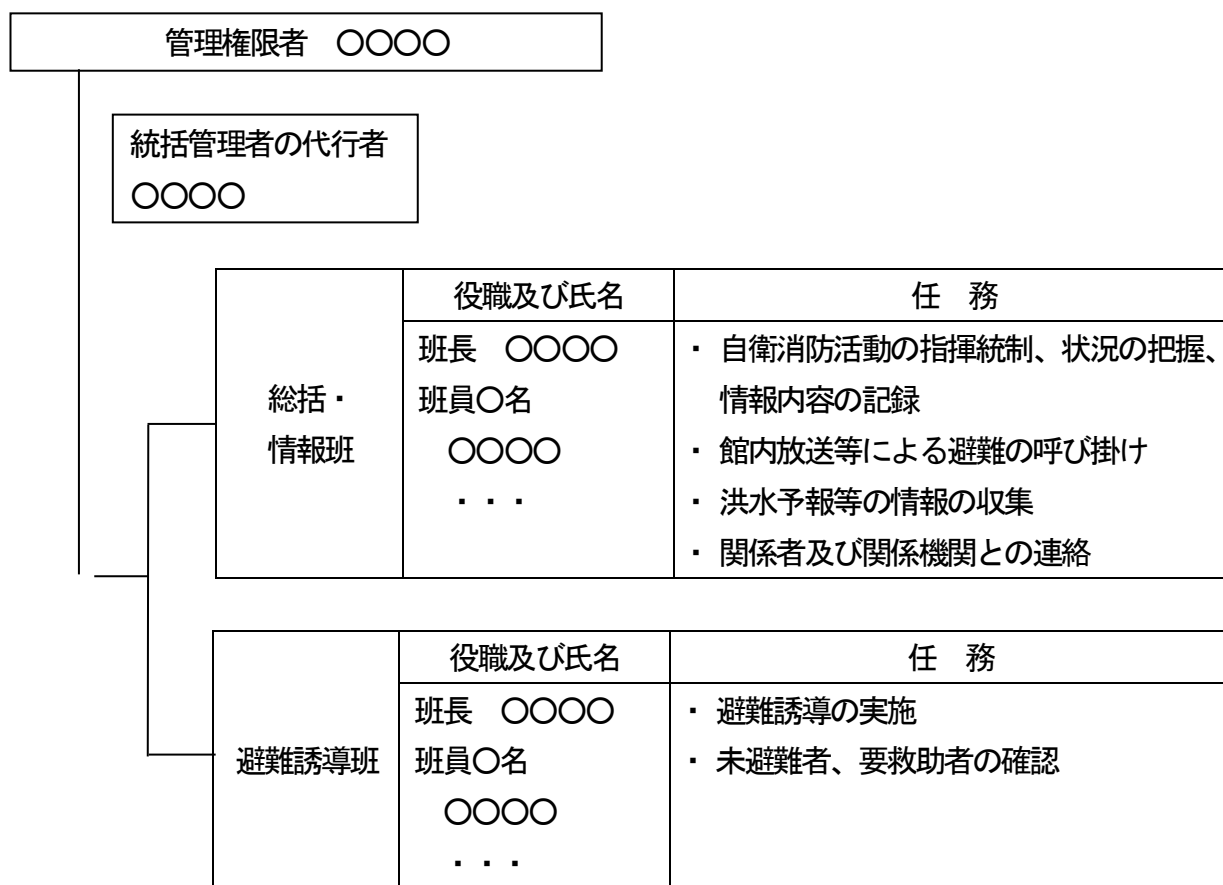 管理権限者　〇〇〇〇
統括管理者の代行者
〇〇〇〇
総括・
情報班
役職及び氏名
班長　〇〇〇〇
班員〇名
〇〇〇〇
・・・
任　務
・ 自衛消防活動の指揮統制、状況の把握、
情報内容の記録
・ 館内放送等による避難の呼び掛け
・ 洪水予報等の情報の収集
・ 関係者及び関係機関との連絡
避難誘導班
役職及び氏名
班長　〇〇〇〇
班員〇名
〇〇〇〇
・・・
任　務
・ 避難誘導の実施
・ 未避難者、要救助者の確認